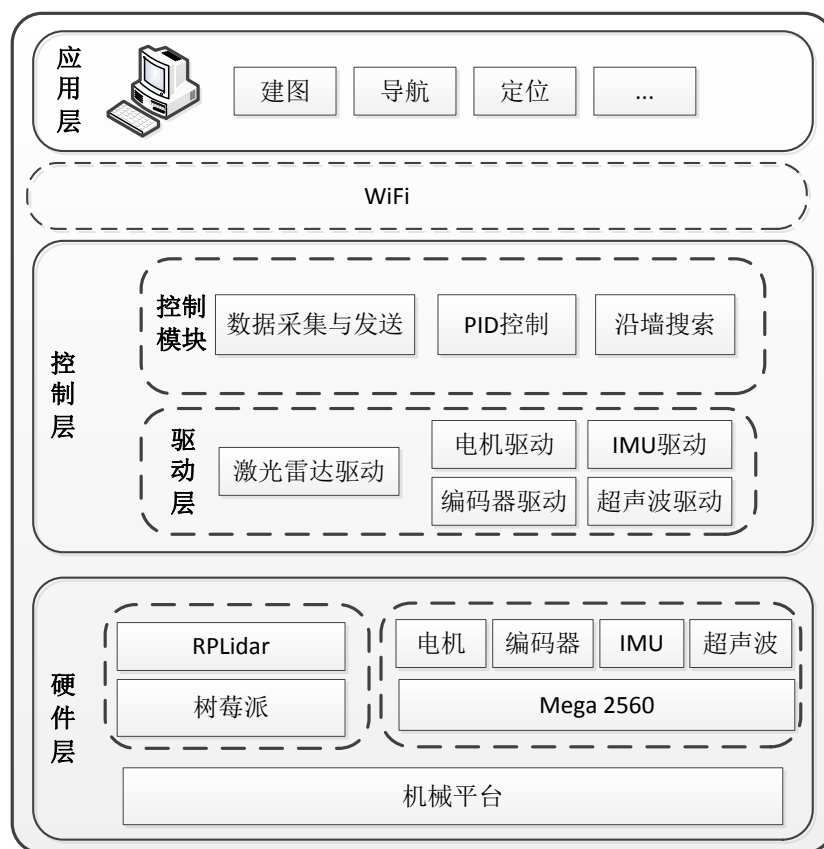 应用层
建图
导航
定位
...
WiFi
控制层
控制
模块
数据采集与发送
PID控制
沿墙搜索
驱动层
激光雷达驱动
电机驱动
IMU驱动
编码器驱动
超声波驱动
硬件层
RPLidar
树莓派
电机
编码器
IMU
超声波
Mega 2560
机械平台